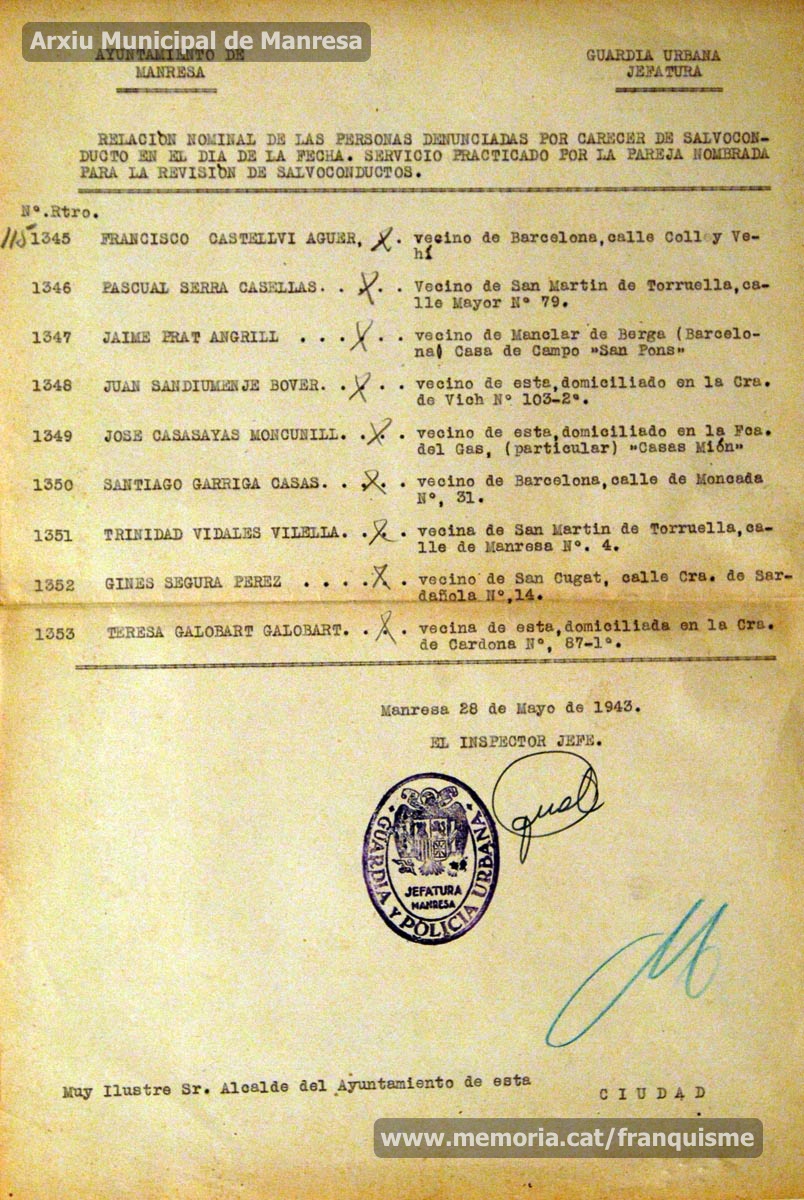 Arxiu Municipal de Manresa
AYUNTAMIENTO DE
MANRESA
GUARDIA URBANA
JEFATURA
RELACIÒN NOMINAL DE LAS PERSONAS DENUNCIADAS POR CARECER DE SALVOCON-
DUCTO EN EL DIA DE LA FECHA. SERVICIO PRACTICADO POR LA PAREJA NOMBRADA
PARA LA REVISIÒN DE SALVOCONDUCTOS.
Nº.Rtro.
115
1345 FRANCISCO CASTELLVI AGUER, X . vecino de Barcelona,calle Coll y Ve-
hí
1346 PASCUAL SERRA CASELLAS. . X . . Vecino de San Martin de Torruella,ca-
lle Mayor Nº 79.
1347 JAIME PRAT ANGRILL . . . X . . vecino de Manclar de Berga (Barcelo-
na) Casa de Campo "San Pons"
1348 JUAN SANDIUMENJE BOVER. . X . . vecino de esta,domiciliado en la Cra.
de Vich Nº 103-2º.
1349 JOSE CASASAYAS MONCUNILL. . X . vecino de esta,domiciliado en la Fca.
del Gas, (particular) "Casas Mión"
1350 SANTIAGO GARRIGA CASAS. . X . . vecino de Barcelona,calle de Moncada
Nº, 31.
1351 TRINIDAD VIDALES VILELLA. . X . vecina de San Martin de Torruella,ca-
lle de Manresa Nº. 4.
1352 GINES SEGURA PEREZ . . . . X . vecino de San Cugat, calle Cra. de Sar-
dañola Nº,14.
1353 TERESA GALOBART GALOBART. . X . vecina de esta,domiciliada en la Cra.
de Cardona Nº, 87-1º.
Manresa 28 de Mayo de 1943.
EL INSPECTOR JEFE.
GUARDIA Y POLICIA URBANA
JEFATURA
MANRESA
Muy Ilustre Sr. Alcalde del Ayuntamiento de esta C I U D A D
www.memoria.cat/franquisme